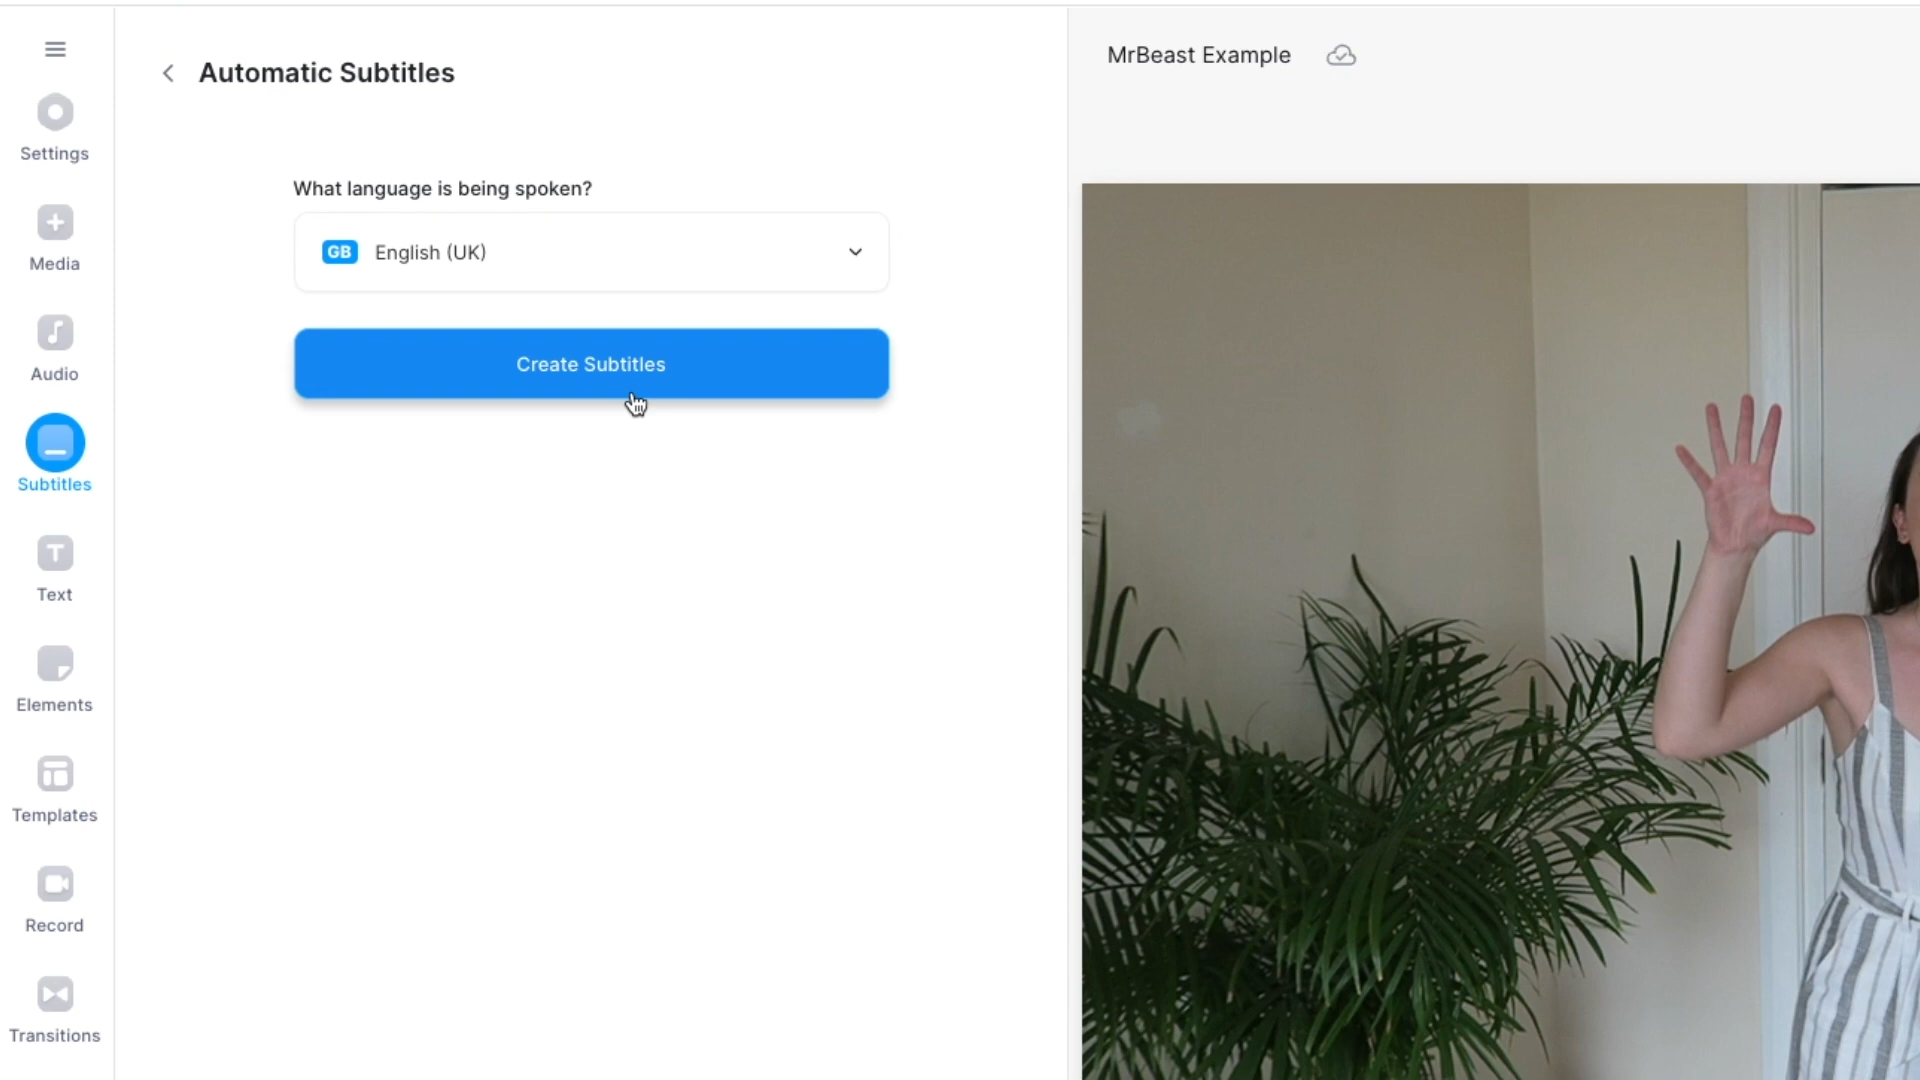 Automatic Subtitles
MrBeast Example
Settings
Media
Audio
Subtitles
Text
Elements
Templates
Record
Transitions
What language is being spoken?
GB English (UK)
Create Subtitles